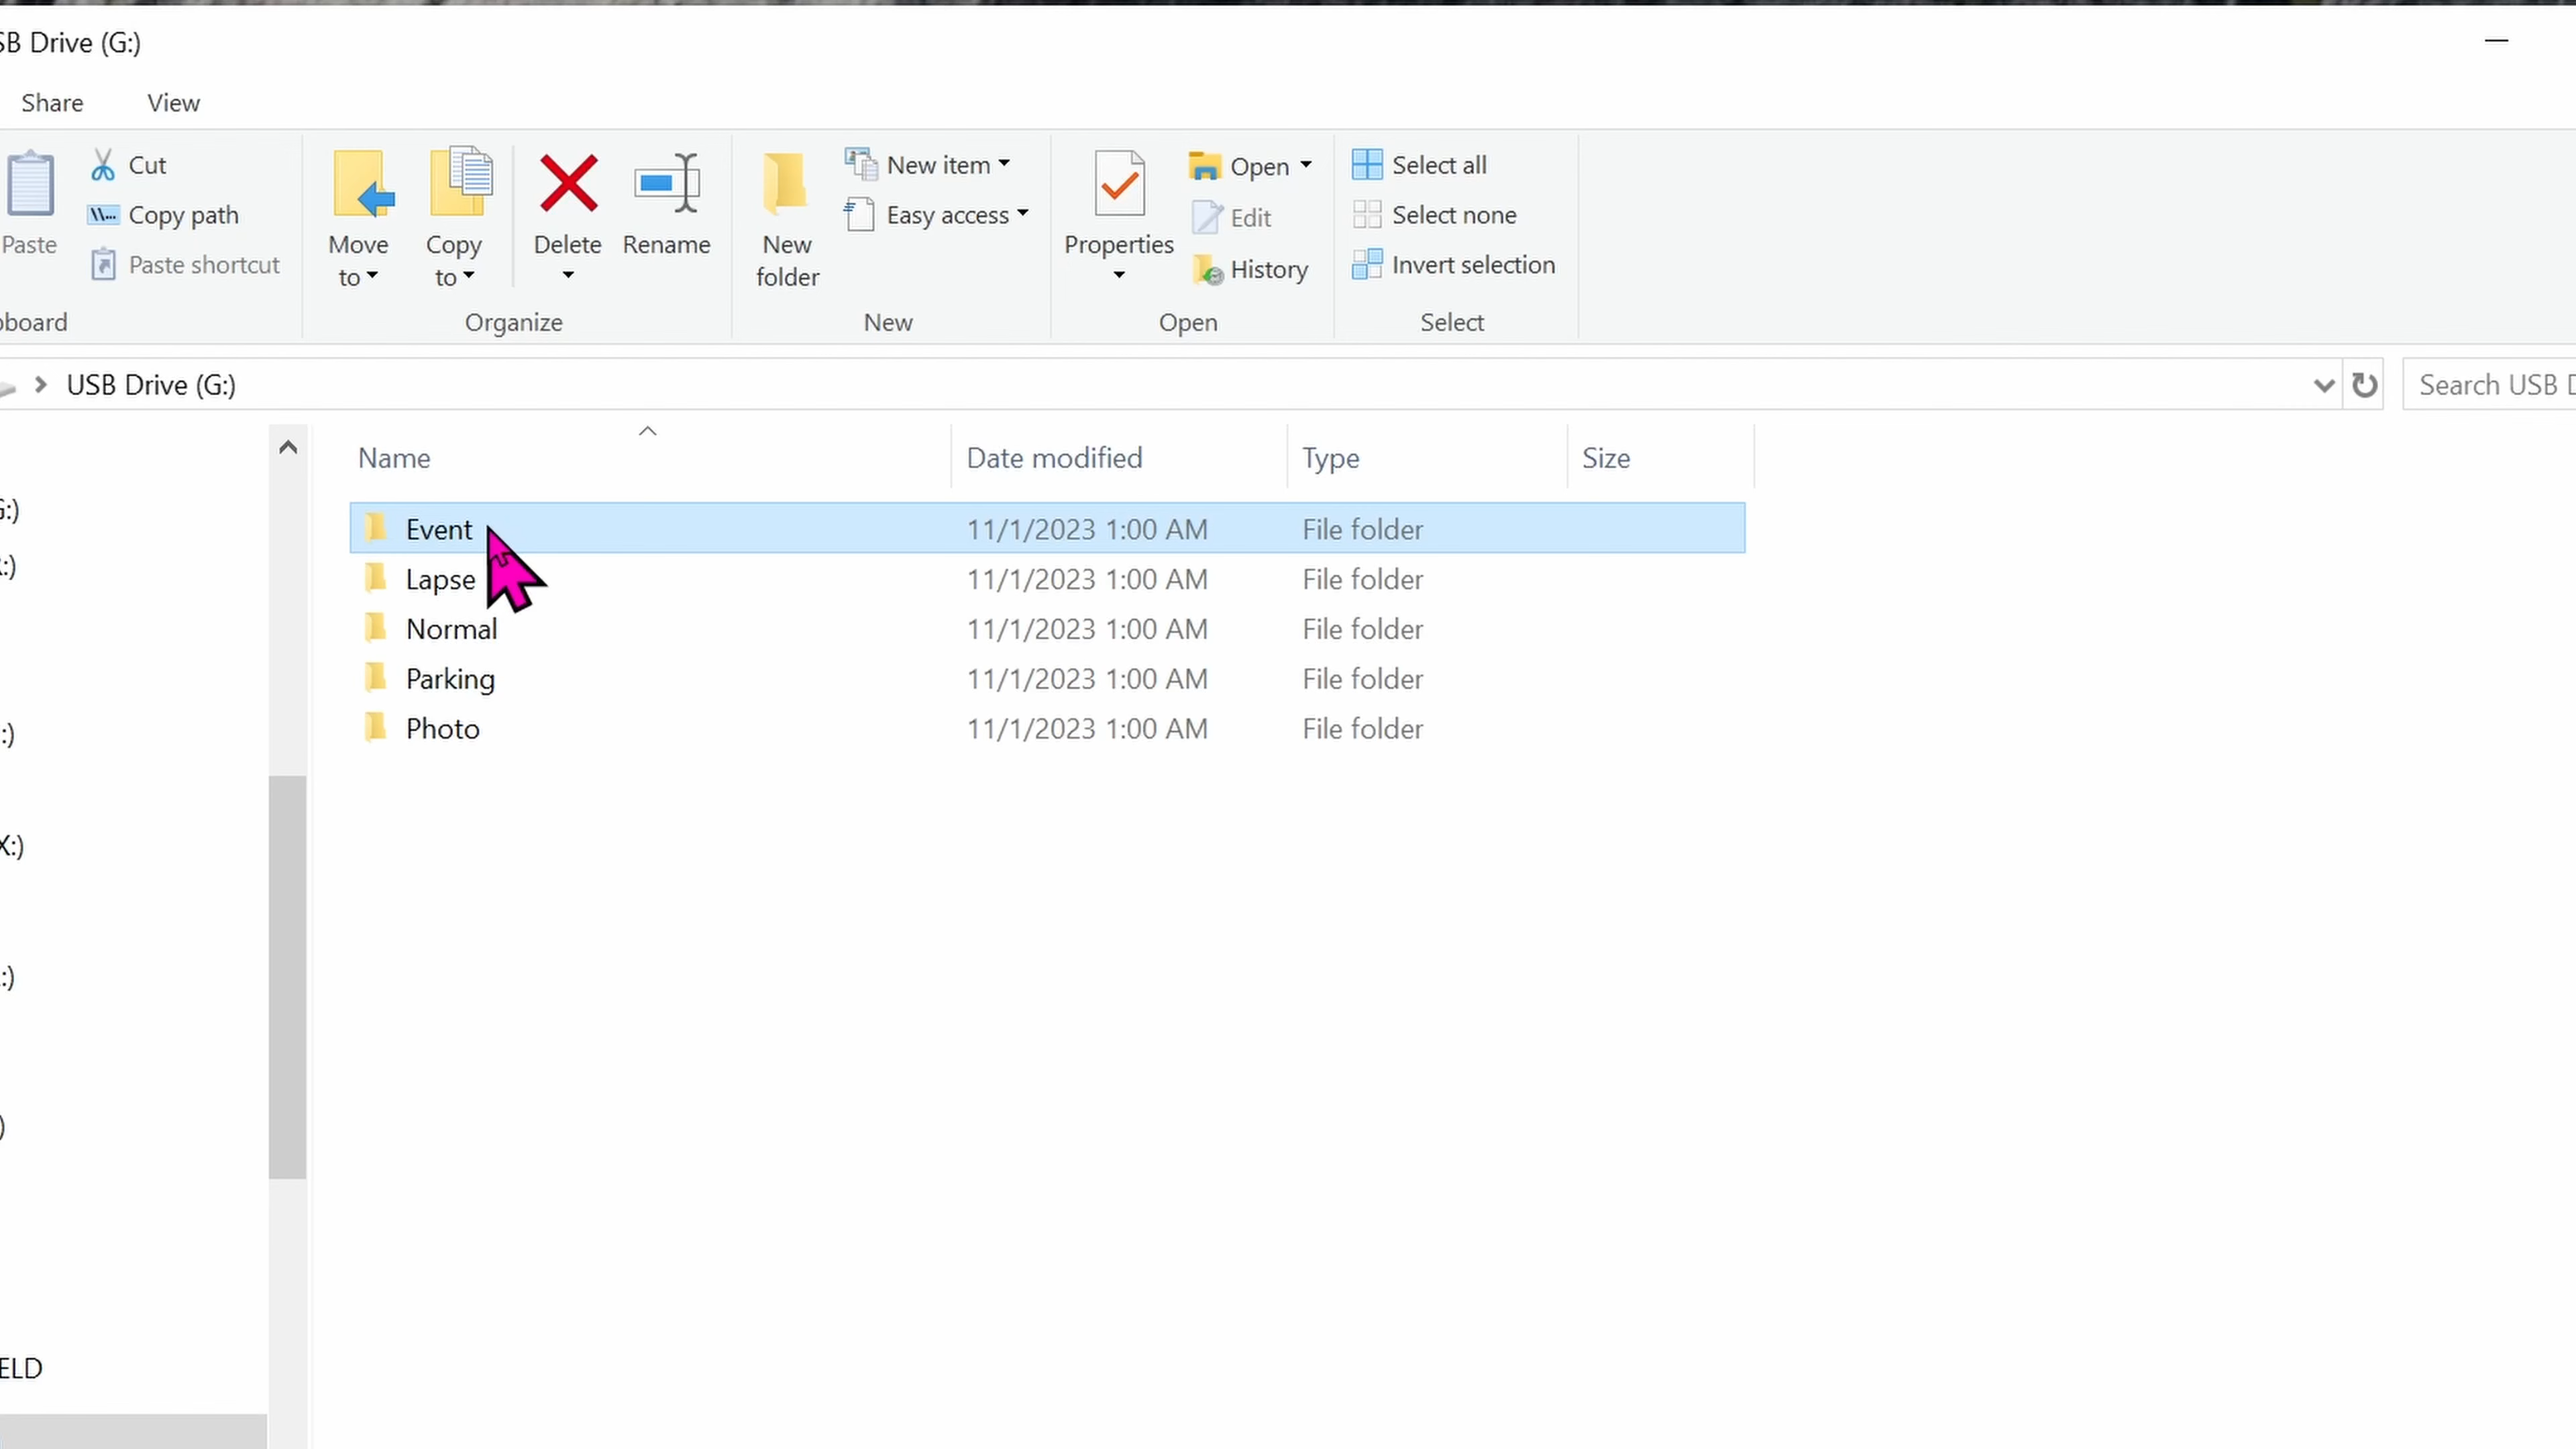 SB Drive (G:)
Share View
Paste
Cut
Copy path
Paste shortcut
board
Move to
Copy to
Delete
Rename
Organize
New folder
New item
Easy access
New
Properties
Open
Edit
History
Open
Select all
Select none
Invert selection
Select
USB Drive (G:)
Search USB D
Name Date modified Type Size
Event 11/1/2023 1:00 AM File folder
Lapse 11/1/2023 1:00 AM File folder
Normal 11/1/2023 1:00 AM File folder
Parking 11/1/2023 1:00 AM File folder
Photo 11/1/2023 1:00 AM File folder
G:)
:)
:)
X:)
:)
)
ELD